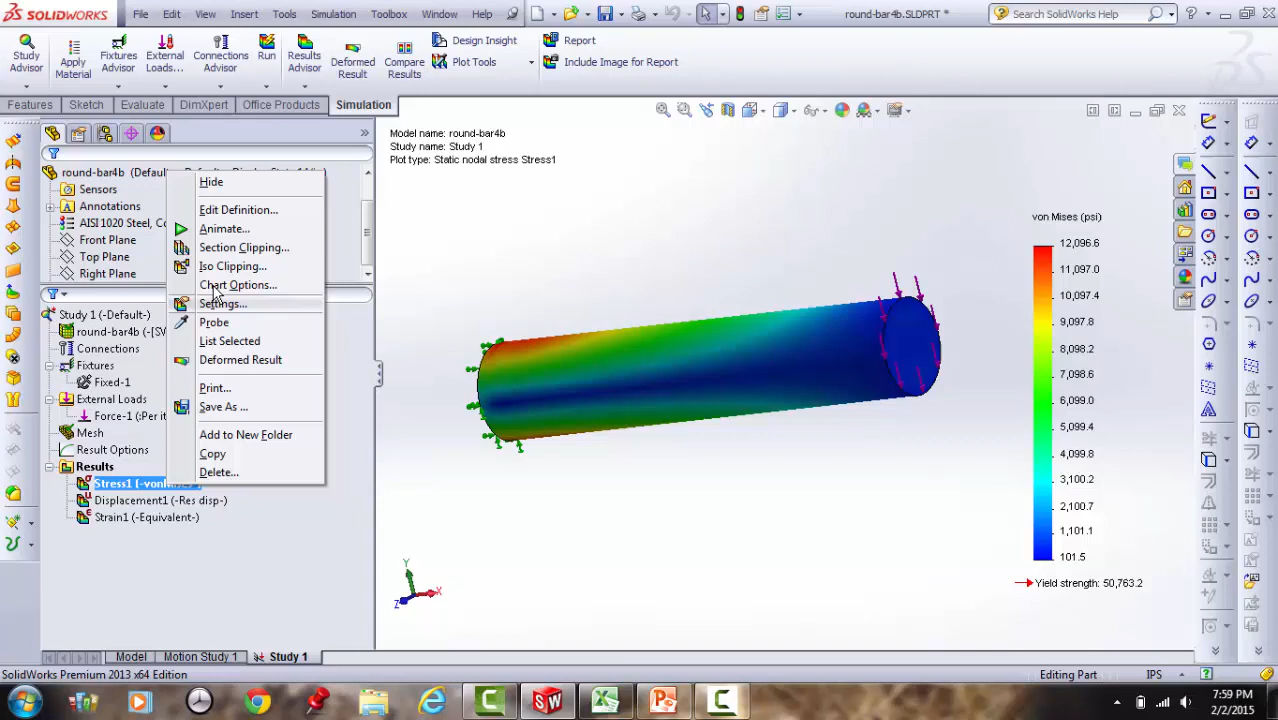 SOLIDWORKS
File
Edit
View
Insert
Tools
Simulation
Toolbox
Window
Help
round-bar4b.SLDPRT *
Search SolidWorks Help
Study Advisor
Apply Material
Fixtures Advisor
External Loads...
Connections Advisor
Run
Results Advisor
Deformed Result
Compare Results
Design Insight
Plot Tools
Report
Include Image for Report
Features
Sketch
Evaluate
DimXpert
Office Products
Simulation
round-bar4b (Default<
Sensors
Annotations
AISI 1020 Steel, Co
Front Plane
Top Plane
Right Plane
Study 1 (-Default-)
round-bar4b (-[SV
Connections
Fixtures
Fixed-1
External Loads
Force-1 (:Per it
Mesh
Result Options
Results
Stress1 (-vonMises-)
Displacement1 (-Res disp-)
Strain1 (-Equivalent-)
Hide
Edit Definition...
Animate...
Section Clipping...
Iso Clipping...
Chart Options...
Settings...
Probe
List Selected
Deformed Result
Print...
Save As ...
Add to New Folder
Copy
Delete...
Model name: round-bar4b
Study name: Study 1
Plot type: Static nodal stress Stress1
von Mises (psi)
12,096.6
11,097.0
10,097.4
9,097.8
8,098.2
7,098.6
6,099.0
5,099.4
4,099.8
3,100.2
2,100.7
1,101.1
101.5
Yield strength: 50,763.2
Y
X
Z
Model
Motion Study 1
Study 1
SolidWorks Premium 2013 x64 Edition
Editing Part
IPS
7:59 PM
2/2/2015